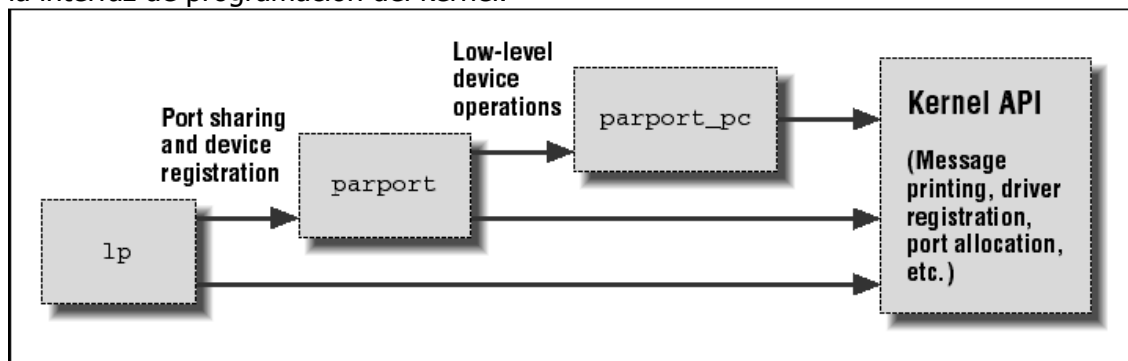 la interfaz de programación del kernel.
Low-level
device
operations
Port sharing
and device
registration
parport_pc
parport
lp
Kernel API
(Message
printing, driver
registration,
port allocation,
etc.)